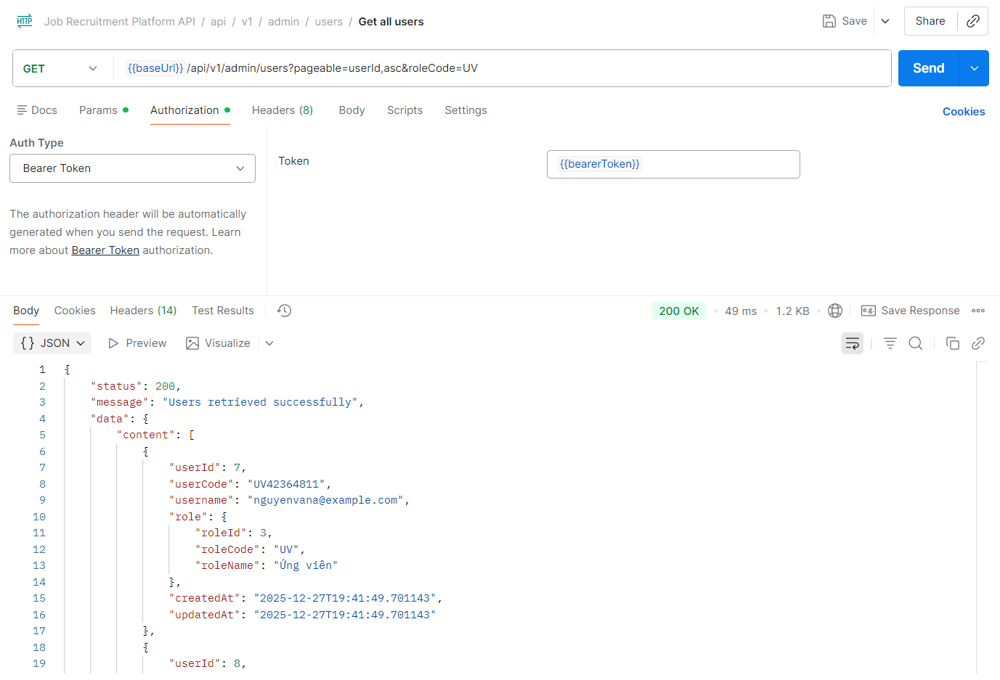 HTTP Job Recruitment Platform API / api / v1 / admin / users / Get all users Save Share
GET {{baseUrl}}/api/v1/admin/users?pageable=userId,asc&roleCode=UV Send
Docs Params Authorization Headers (8) Body Scripts Settings Cookies
Auth Type
Bearer Token
Token {{bearerToken}}
The authorization header will be automatically
generated when you send the request. Learn
more about Bearer Token authorization.
Body Cookies Headers (14) Test Results 200 OK 49 ms 1.2 KB e.g. Save Response
{} JSON Preview Visualize
1 {
2 "status": 200,
3 "message": "Users retrieved successfully",
4 "data": {
5 "content": [
6 {
7 "userId": 7,
8 "userCode": "UV42364811",
9 "username": "nguyenvana@example.com",
10 "role": {
11 "roleId": 3,
12 "roleCode": "UV",
13 "roleName": "Ứng viên"
14 },
15 "createdAt": "2025-12-27T19:41:49.701143",
16 "updatedAt": "2025-12-27T19:41:49.701143"
17 },
18 {
19 "userId": 8,